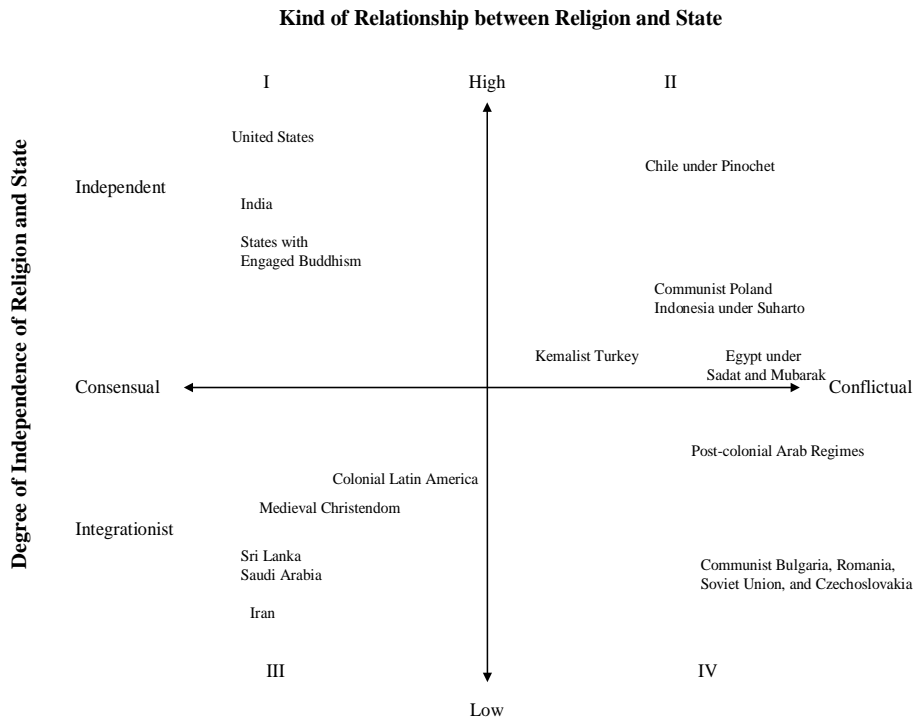 Kind of Relationship between Religion and State
I
High
II
United States
Chile under Pinochet
Independent
India
States with
Engaged Buddhism
Communist Poland
Indonesia under Suharto
Kemalist Turkey
Egypt under
Sadat and Mubarak
Consensual
Conflictual
Degree of Independence of Religion and State
Post-colonial Arab Regimes
Colonial Latin America
Medieval Christendom
Integrationist
Sri Lanka
Saudi Arabia
Communist Bulgaria, Romania,
Soviet Union, and Czechoslovakia
Iran
III
IV
Low